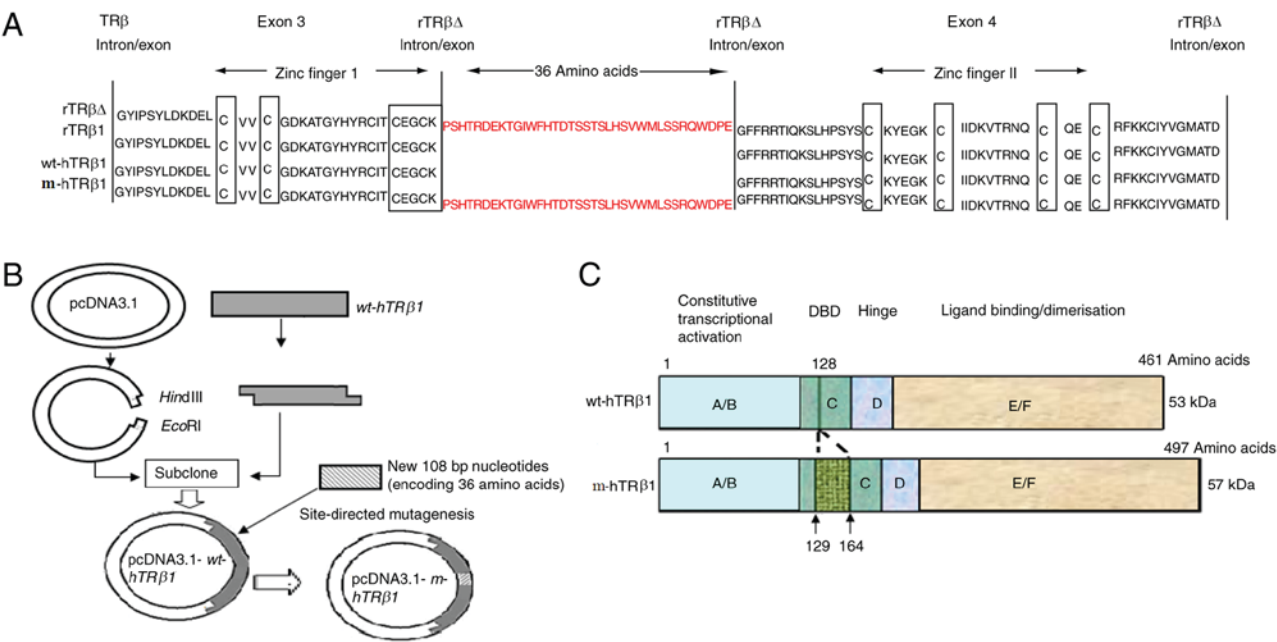 A
TRβ
Exon 3
rTRβΔ
rTRβΔ
Exon 4
rTRβΔ
Intron/exon
Intron/exon
Intron/exon
Intron/exon
Zinc finger 1
36 Amino acids
Zinc finger II
rTRβΔ GYIPSYLDKDEL C VV C GDKATGYHYRCIT CEGCK PSHTRDEKTGIWFHTDTSSTSLHSVWMLSSRQWDPE GFFRRTIQKSLHPSYS C KYEGK C IIDKVTRNQ C QE C RFKKCIYVGMATD
rTRβ1 GYIPSYLDKDEL C VV C GDKATGYHYRCIT CEGCK GFFRRTIQKSLHPSYS C KYEGK C IIDKVTRNQ C QE C RFKKCIYVGMATD
wt-hTRβ1 GYIPSYLDKDEL C VV C GDKATGYHYRCIT CEGCK GFFRRTIQKSLHPSYS C KYEGK C IIDKVTRNQ C QE C RFKKCIYVGMATD
m-hTRβ1 GYIPSYLDKDEL C VV C GDKATGYHYRCIT CEGCK PSHTRDEKTGIWFHTDTSSTSLHSVWMLSSRQWDPE GFFRRTIQKSLHPSYS C KYEGK C IIDKVTRNQ C QE C RFKKCIYVGMATD
B
pcDNA3.1
wt-hTRβ1
HindIII
EcoRI
Subclone
New 108 bp nucleotides
(encoding 36 amino acids)
Site-directed mutagenesis
pcDNA3.1- wt-
hTRβ1
pcDNA3.1- m-
hTRβ1
C
Constitutive
transcriptional
activation
DBD
Hinge
Ligand binding/dimerisation
1
128
461 Amino acids
wt-hTRβ1
A/B
C
D
E/F
53 kDa
1
497 Amino acids
m-hTRβ1
A/B
C
D
E/F
57 kDa
129
164